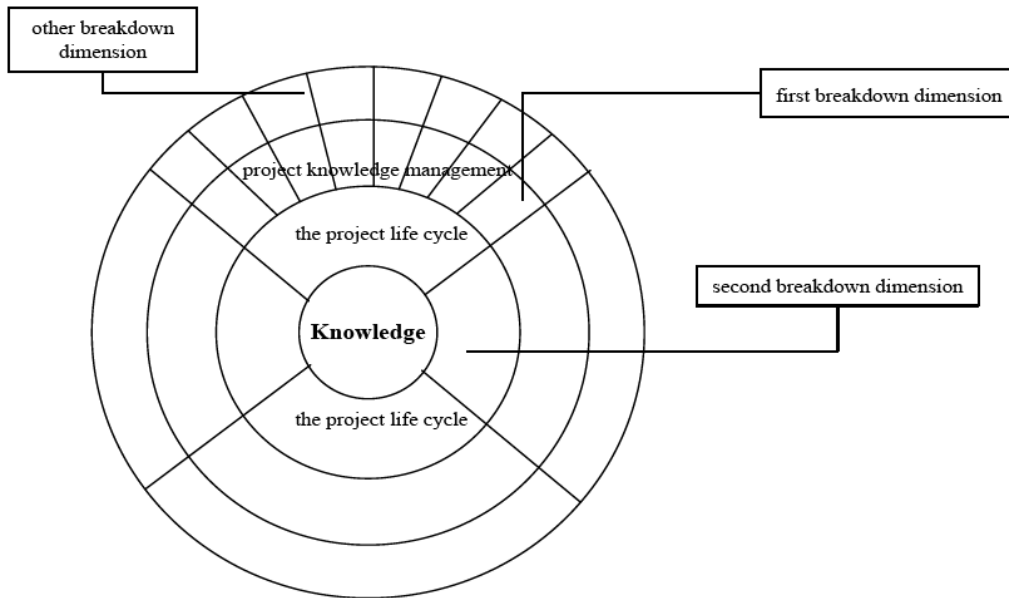 other breakdown
dimension
first breakdown dimension
project knowledge management
the project life cycle
second breakdown dimension
Knowledge
the project life cycle